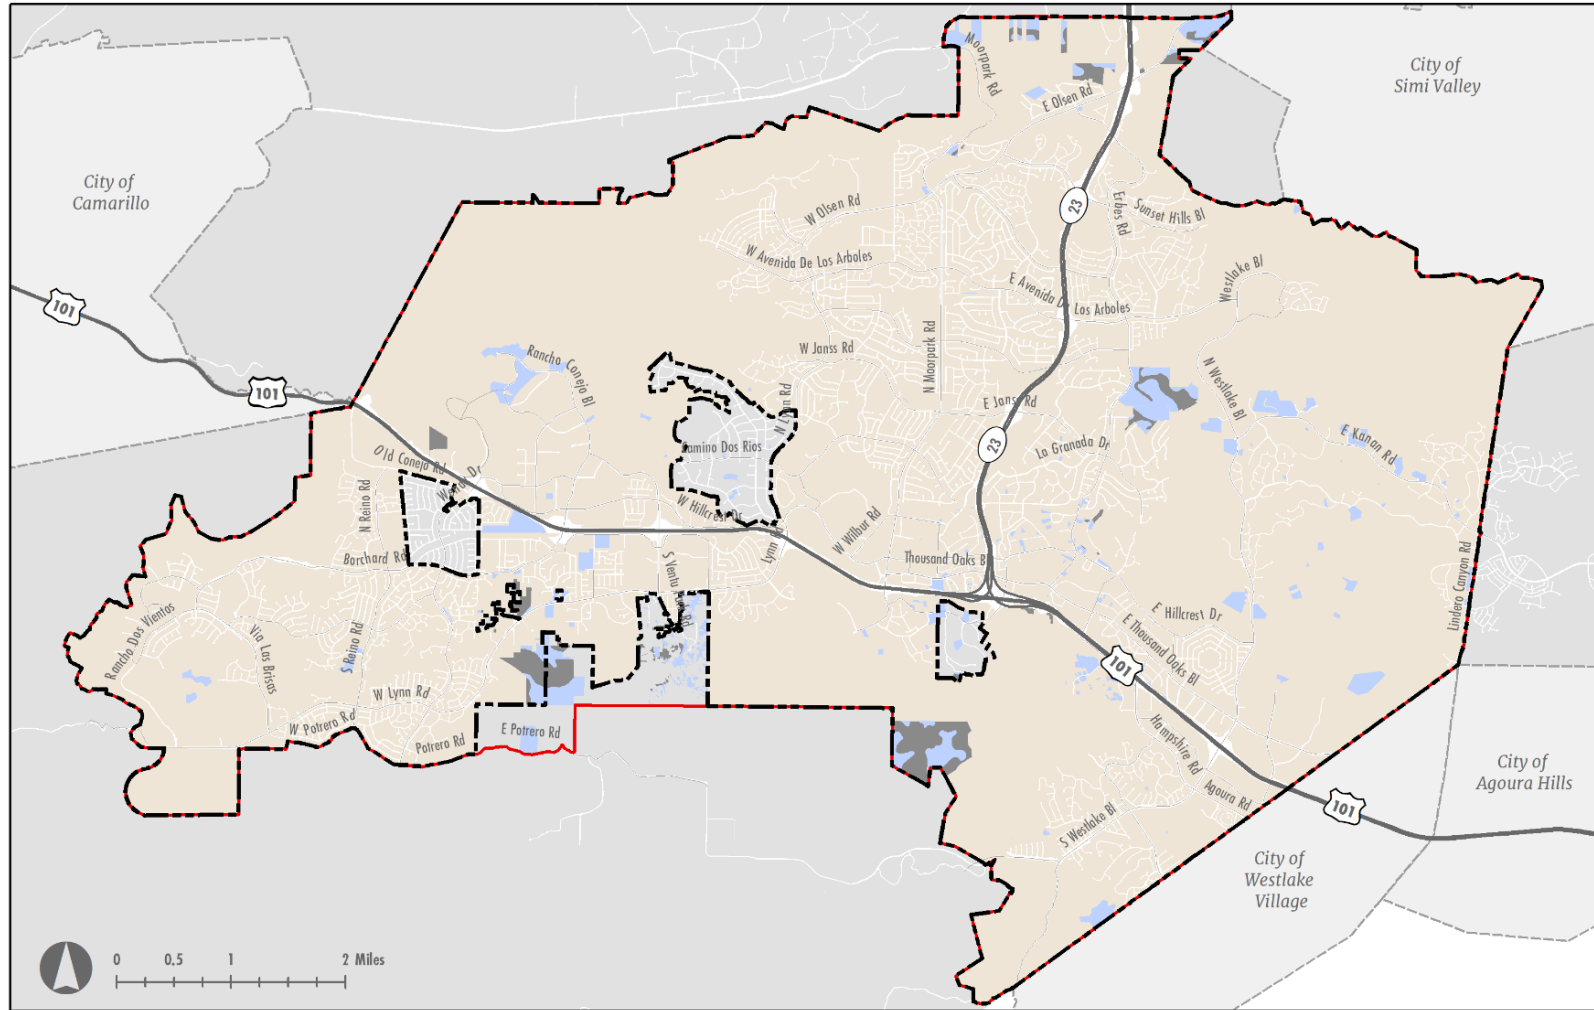 City of
Simi Valley
Moorpark Rd
E Olsen Rd
City of
Camarillo
23
Erbes Rd
Sunset Hills Bl
W Olsen Rd
W Avenida De Los Arboles
E Avenida De Los Arboles
Westlake Bl
101
N Moorpark Rd
W Janss Rd
Rancho Conejo Bl
N Westlake Bl
101
N Lynn Rd
E Janss Rd
E Kanan Rd
23
La Granada Dr
Camino Dos Rios
Old Conejo Rd
N Reino Rd
W Hillcrest Dr
W Wilbur Rd
Lynn Rd
Borchard Rd
Thousand Oaks Bl
Lindero Canyon Rd
Rancho Dos Vientos
Via Las Brisas
S Reino Rd
E Hillcrest Dr
E Thousand Oaks Bl
101
W Lynn Rd
W Potrero Rd
Potrero Rd
E Potrero Rd
Hampshire Rd
Agoura Rd
City of
Agoura Hills
101
S Westlake Bl
City of
Westlake
Village
0 0.5 1 2 Miles